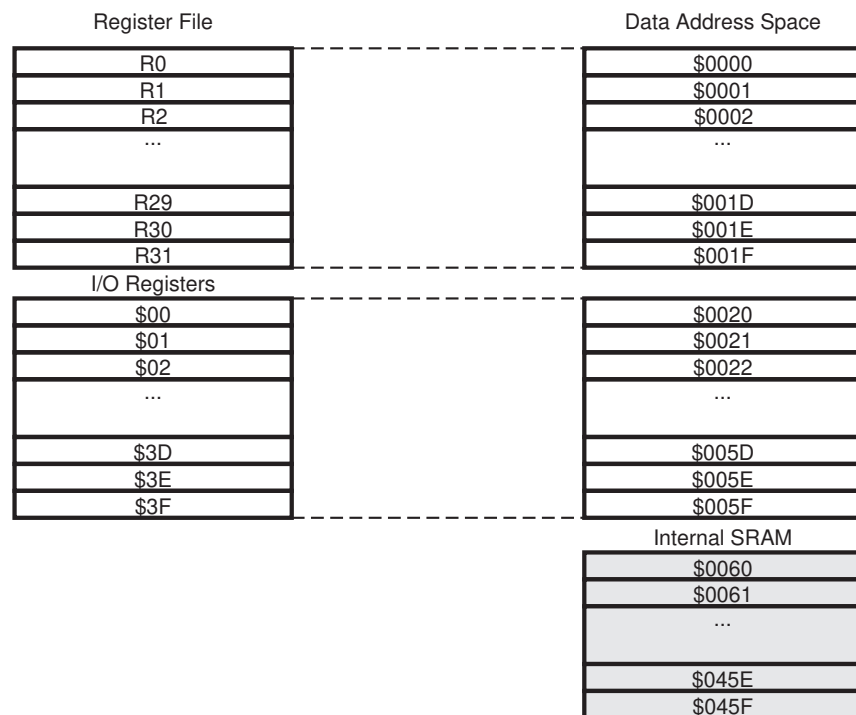 Register File Data Address Space
R0 $0000
R1 $0001
R2 $0002
... ...
R29 $001D
R30 $001E
R31 $001F
I/O Registers
$00 $0020
$01 $0021
$02 $0022
... ...
$3D $005D
$3E $005E
$3F $005F
Internal SRAM
$0060
$0061
...
$045E
$045F